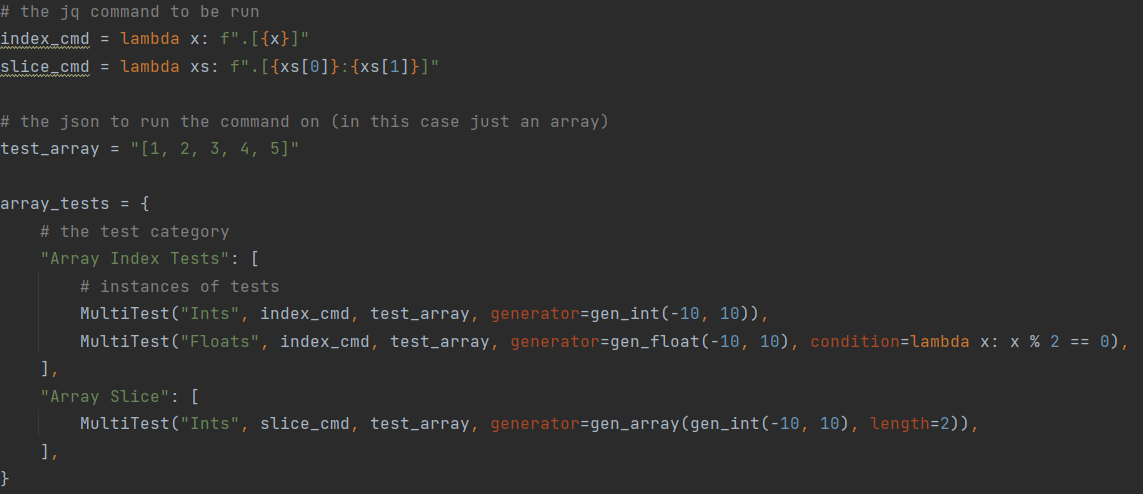 # the jq command to be run
index_cmd = lambda x: f".[{x}]"
slice_cmd = lambda xs: f".[{xs[0]}:{xs[1]}]"
# the json to run the command on (in this case just an array)
test_array = "[1, 2, 3, 4, 5]"
array_tests = {
    # the test category
    "Array Index Tests": [
        # instances of tests
        MultiTest("Ints", index_cmd, test_array, generator=gen_int(-10, 10)),
        MultiTest("Floats", index_cmd, test_array, generator=gen_float(-10, 10), condition=lambda x: x % 2 == 0),
    ],
    "Array Slice": [
        MultiTest("Ints", slice_cmd, test_array, generator=gen_array(gen_int(-10, 10), length=2)),
    ],
}